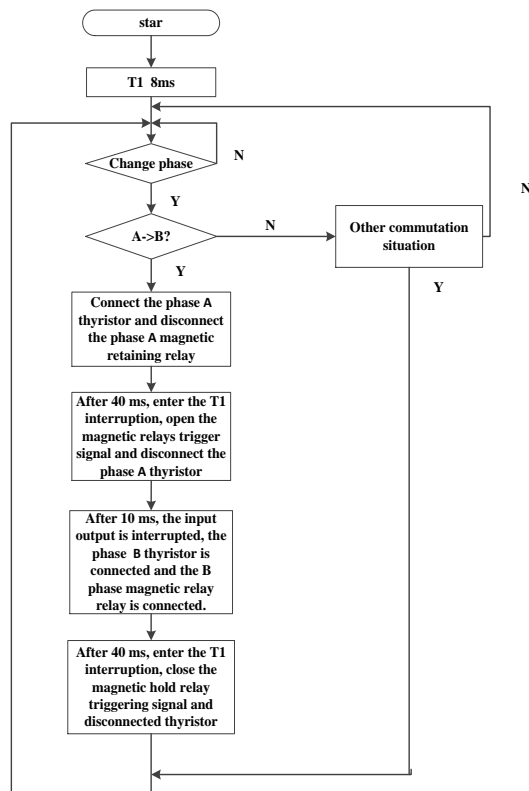 star
T1 8ms
Change phase
N
Y
A->B?
N
Other commutation
situation
N
Y
Y
Connect the phase A
thyristor and disconnect
the phase A magnetic
retaining relay
After 40 ms, enter the T1
interruption, open the
magnetic relays trigger
signal and disconnect the
phase A thyristor
After 10 ms, the input
output is interrupted, the
phase B thyristor is
connected and the B
phase magnetic relay
relay is connected.
After 40 ms, enter the T1
interruption, close the
magnetic hold relay
triggering signal and
disconnected thyristor